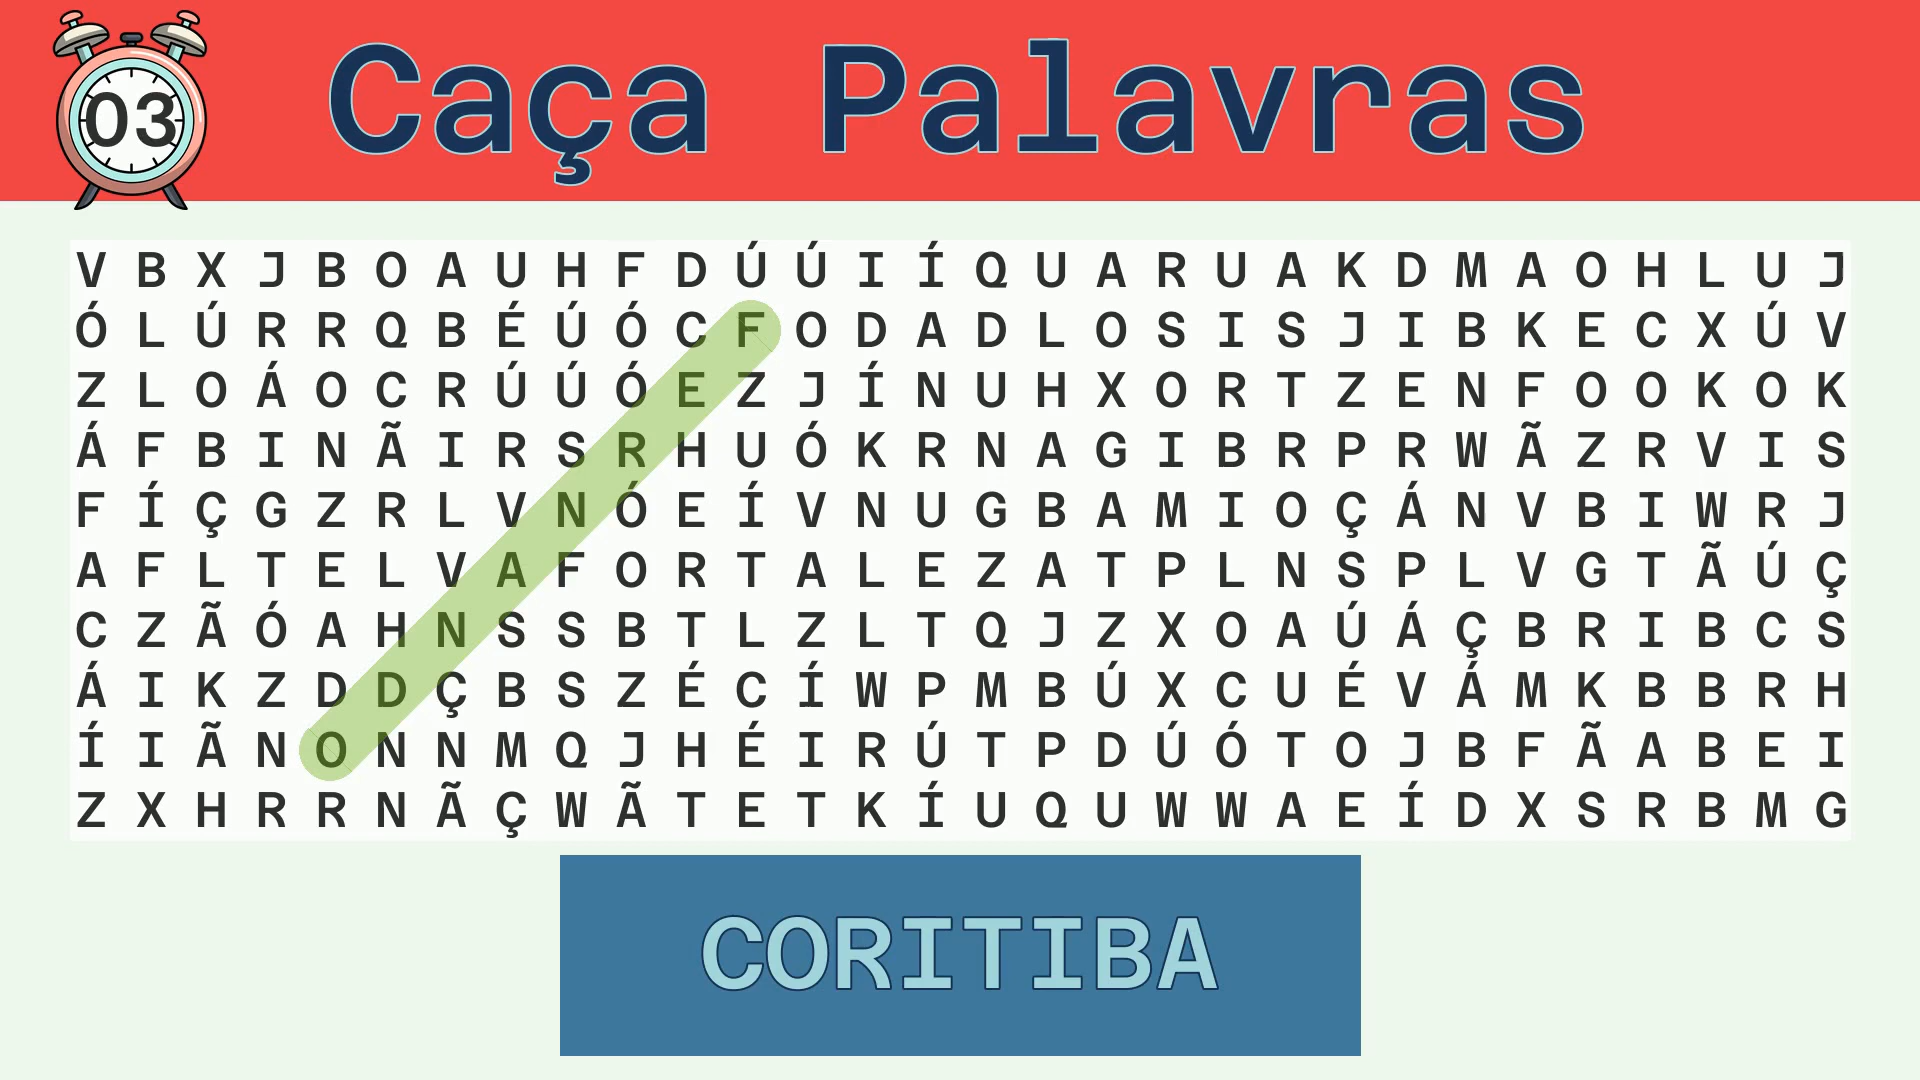 03
Caça Palavras
V B X J B O A U H F D Ú Ú I Í Q U A R U A K D M A O H L U J
Ó L Ú R R Q B É Ú Ó C F O D A D L O S I S J I B K E C X Ú V
Z L O Á O C R Ú Ú Ó E Z J Í N U H X O R T Z E N F O O K O K
Á F B I N Ã I R S R H U Ó K R N A G I B R P R W Ã Z R V I S
F Í Ç G Z R L V N Ó E Í V N U G B A M I O Ç Á N V B I W R J
A F L T E L V A F O R T A L E Z A T P L N S P L V G T Ã Ú Ç
C Z Ã Ó A H N S S B T L Z L T Q J Z X O A Ú Á Ç B R I B C S
Á I K Z D D Ç B S Z É C Í W P M B Ú X C U É V Á M K B B R H
Í I Ã N O N N M Q J H É I R Ú T P D Ú Ó T O J B F Ã A B E I
Z X H R R N Ã Ç W Ã T E T K Í U Q U W W A E Í D X S R B M G
CORITIBA